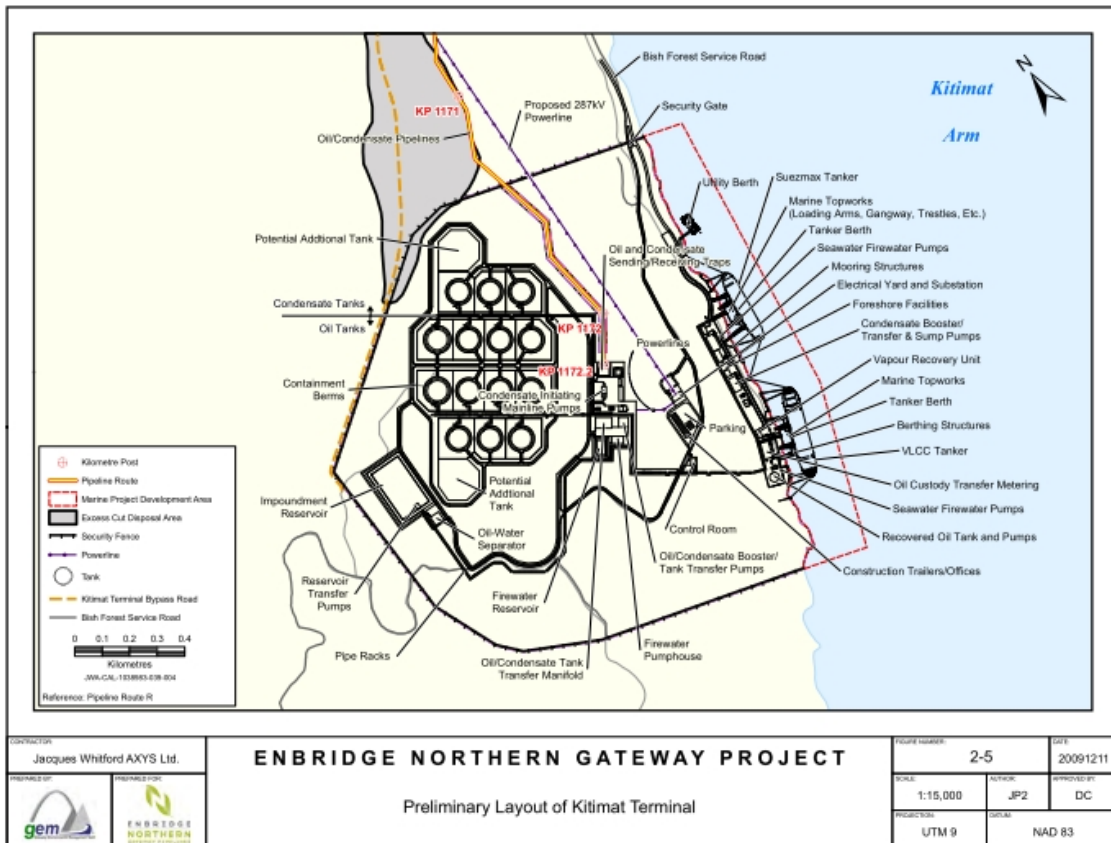 Bish Forest Service Road
Kitimat
Arm
N
Security Gate
KP 1171
Proposed 287kV
Powerline
Oil/Condensate Pipelines
Utility Berth
Suezmax Tanker
Marine Topworks
(Loading Arms, Gangway, Trestles, Etc.)
Tanker Berth
Seawater Firewater Pumps
Mooring Structures
Electrical Yard and Substation
Foreshore Facilities
Condensate Booster/
Transfer & Sump Pumps
Vapour Recovery Unit
Marine Topworks
Tanker Berth
Berthing Structures
VLCC Tanker
Oil Custody Transfer Metering
Seawater Firewater Pumps
Recovered Oil Tank and Pumps
Construction Trailers/Offices
Potential Addtional Tank
Oil and Condensate
Sending/Receiving Traps
Condensate Tanks
Oil Tanks
KP 1172
Powerlines
KP 1172.2
Containment
Berms
Condensate Initiating
Mainline Pumps
Parking
Potential
Addtional
Tank
Impoundment
Reservoir
Oil-Water
Separator
Control Room
Reservoir
Transfer
Pumps
Firewater
Reservoir
Oil/Condensate Booster/
Tank Transfer Pumps
Pipe Racks
Oil/Condensate Tank
Transfer Manifold
Firewater
Pumphouse
Kilometre Post
Pipeline Route
Marine Project Development Area
Excess Cut Disposal Area
Security Fence
Powerline
Tank
Kitimat Terminal Bypass Road
Bish Forest Service Road
0 0.1 0.2 0.3 0.4
Kilometres
Reference: Pipeline Route R
CONTRACTOR:
Jacques Whitford AXYS Ltd.
PREPARED BY:
gem
PREPARED FOR:
ENBRIDGE
NORTHERN
ENBRIDGE NORTHERN GATEWAY PROJECT
Preliminary Layout of Kitimat Terminal
FIGURE NUMBER:
2-5
DATE:
20091211
SCALE:
1:15,000
AUTHOR:
JP2
APPROVED BY:
DC
PROJECTION:
UTM 9
DATUM:
NAD 83